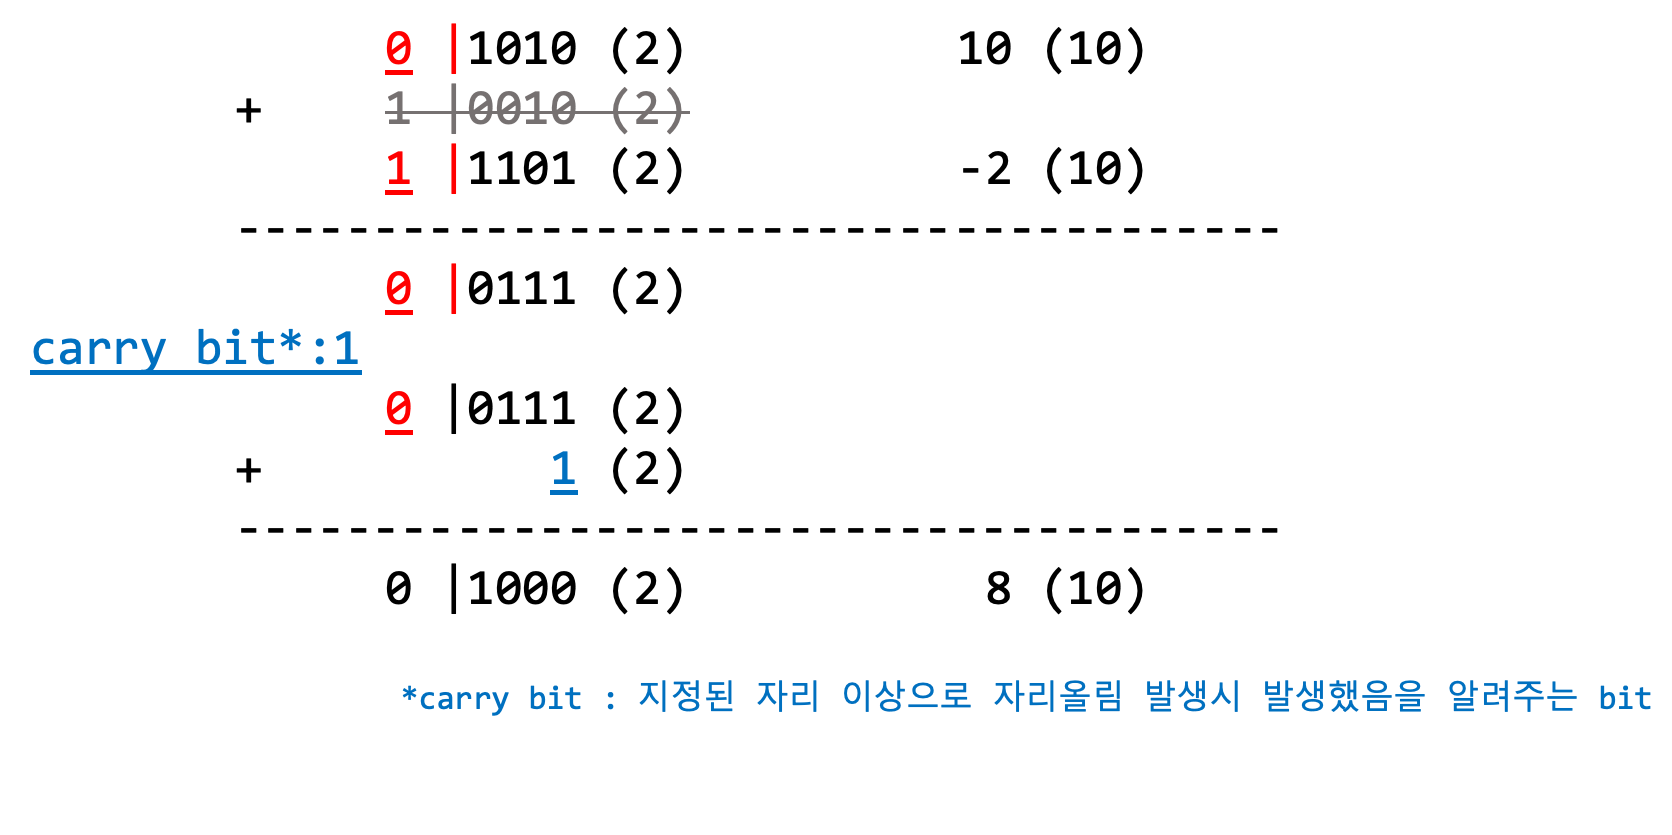 0 |1010 (2) 10 (10)
+ 1 |0010 (2)
1 |1101 (2) -2 (10)
--------------------------------------
0 |0111 (2)
carry bit*:1
0 |0111 (2)
+ 1 (2)
--------------------------------------
0 |1000 (2) 8 (10)
*carry bit : 지정된 자리 이상으로 자리올림 발생시 발생했음을 알려주는 bit